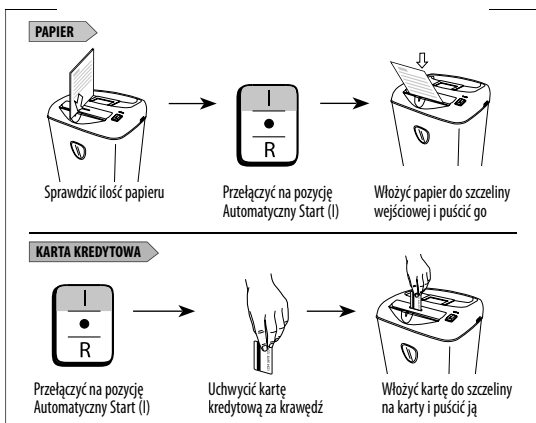 PAPIER
I
R
Sprawdzić ilość papieru
Przełączyć na pozycję
Automatyczny Start (I)
Włożyć papier do szczeliny
wejściowej i puścić go
KARTA KREDYTOWA
I
R
Przełączyć na pozycję
Automatyczny Start (I)
Uchwycić kartę
kredytową za krawędź
Włożyć kartę do szczeliny
na karty i puścić ją